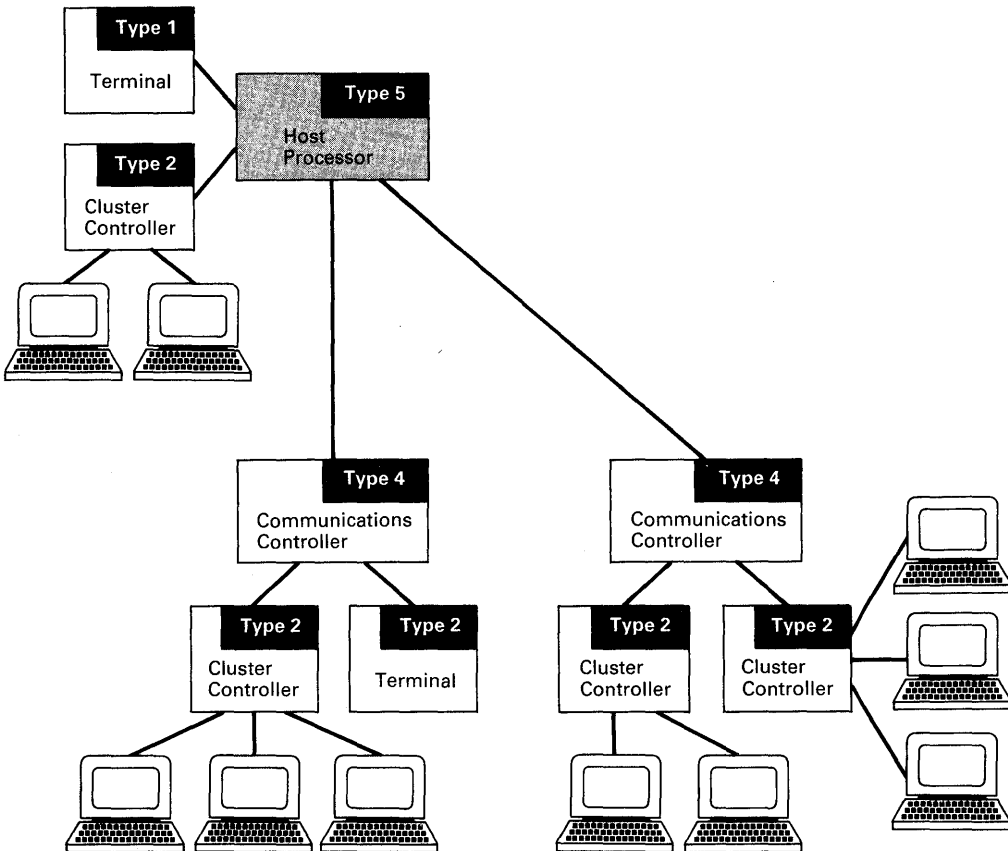 Type 1
Terminal
Type 5
Host
Processor
Type 2
Cluster
Controller
Type 4
Communications
Controller
Type 4
Communications
Controller
Type 2
Cluster
Controller
Type 2
Terminal
Type 2
Cluster
Controller
Type 2
Cluster
Controller